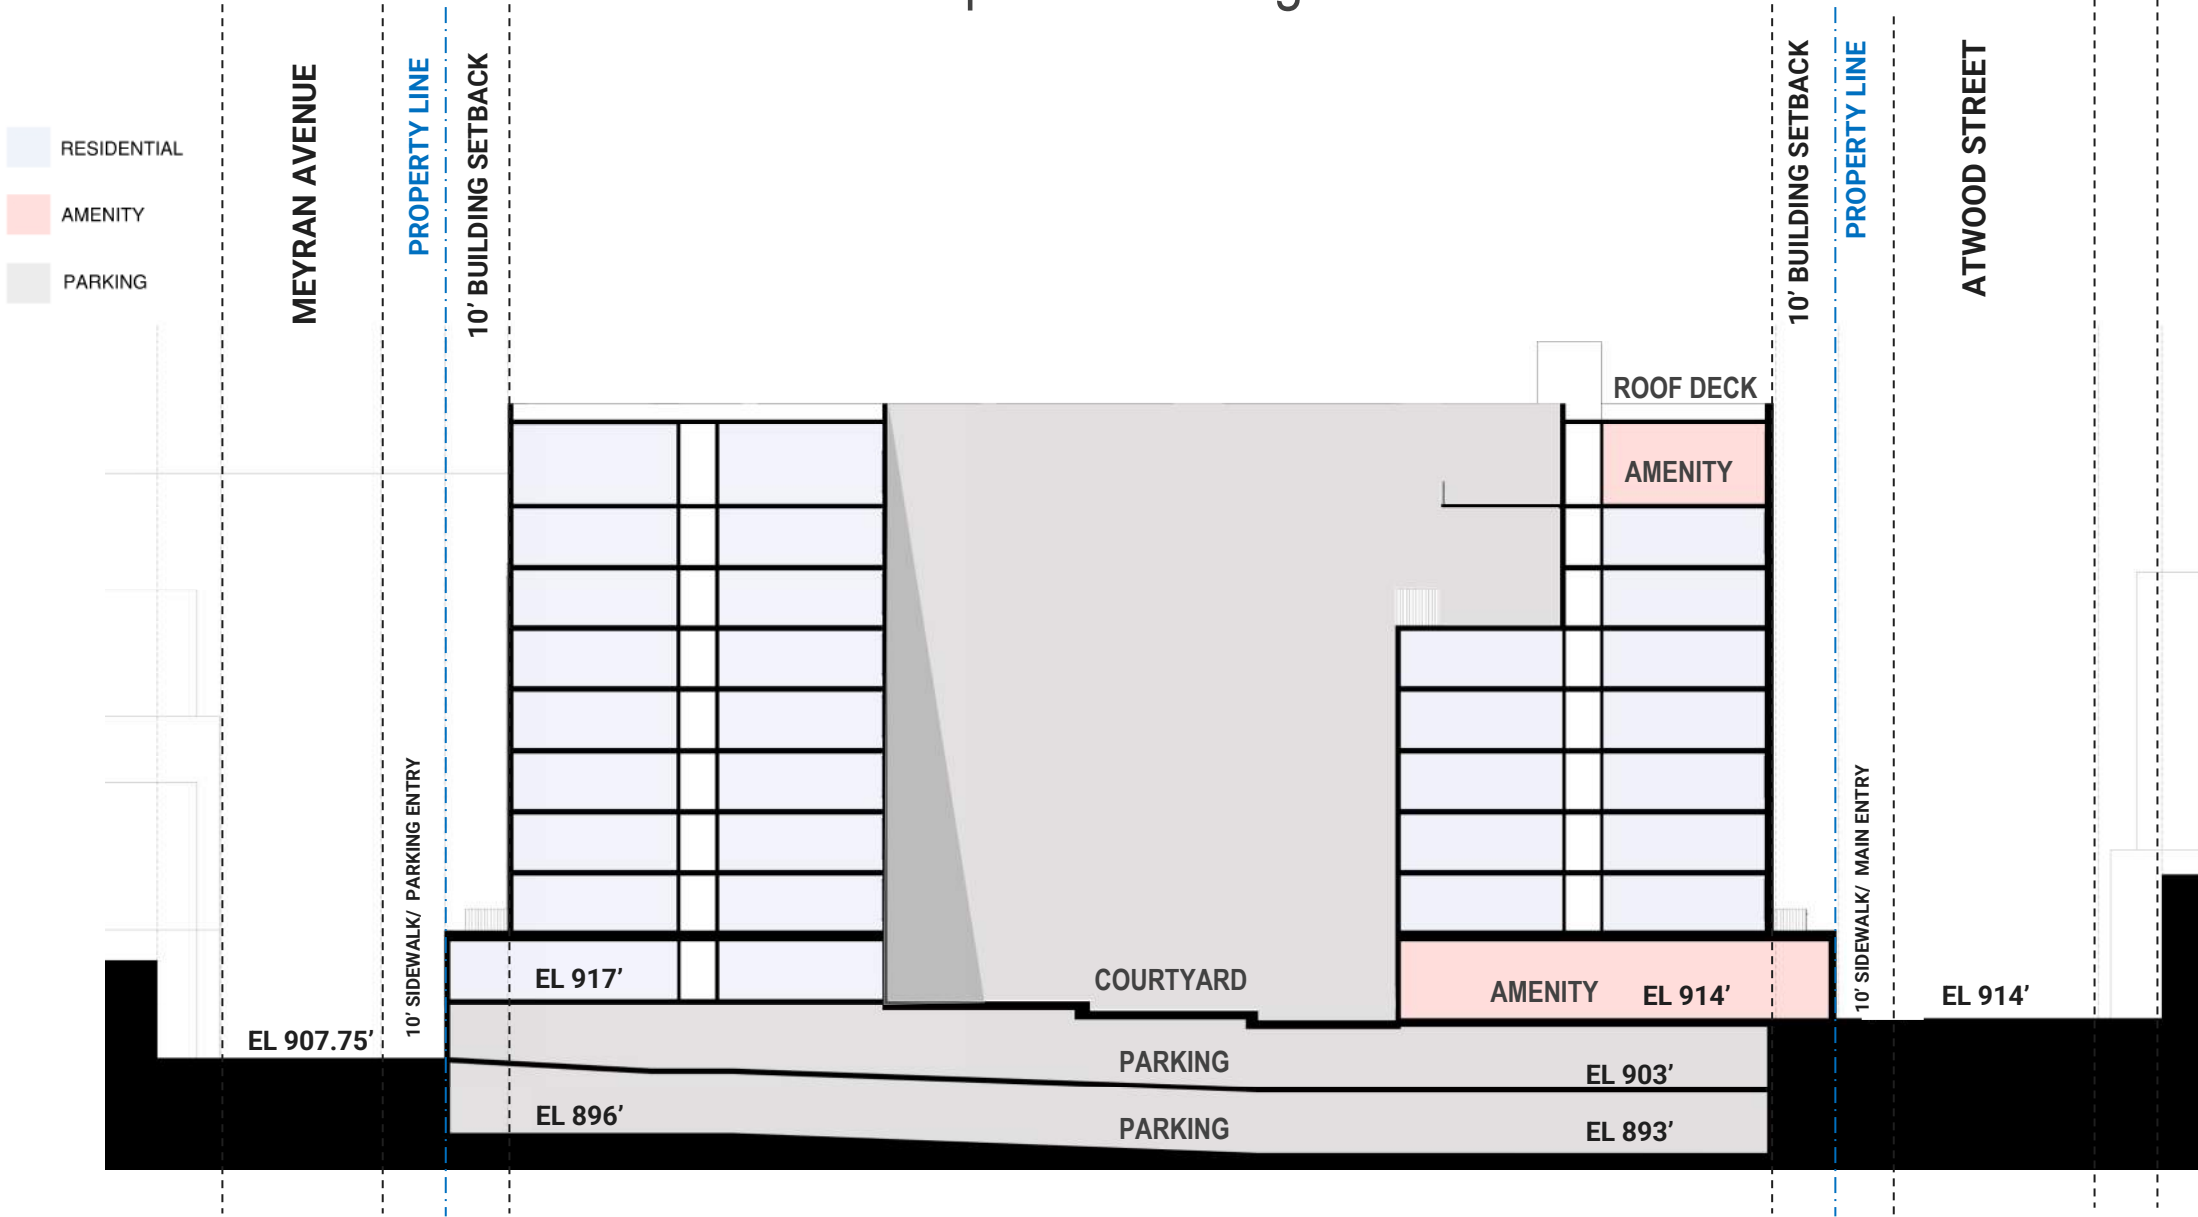 MEYRAN AVENUE
PROPERTY LINE
10' BUILDING SETBACK
10' BUILDING SETBACK
PROPERTY LINE
ATWOOD STREET
RESIDENTIAL
AMENITY
PARKING
ROOF DECK
AMENITY
10' SIDEWALK/ PARKING ENTRY
10' SIDEWALK/ MAIN ENTRY
EL 917'
COURTYARD
AMENITY EL 914'
EL 914'
EL 907.75'
PARKING
EL 903'
EL 896'
PARKING
EL 893'